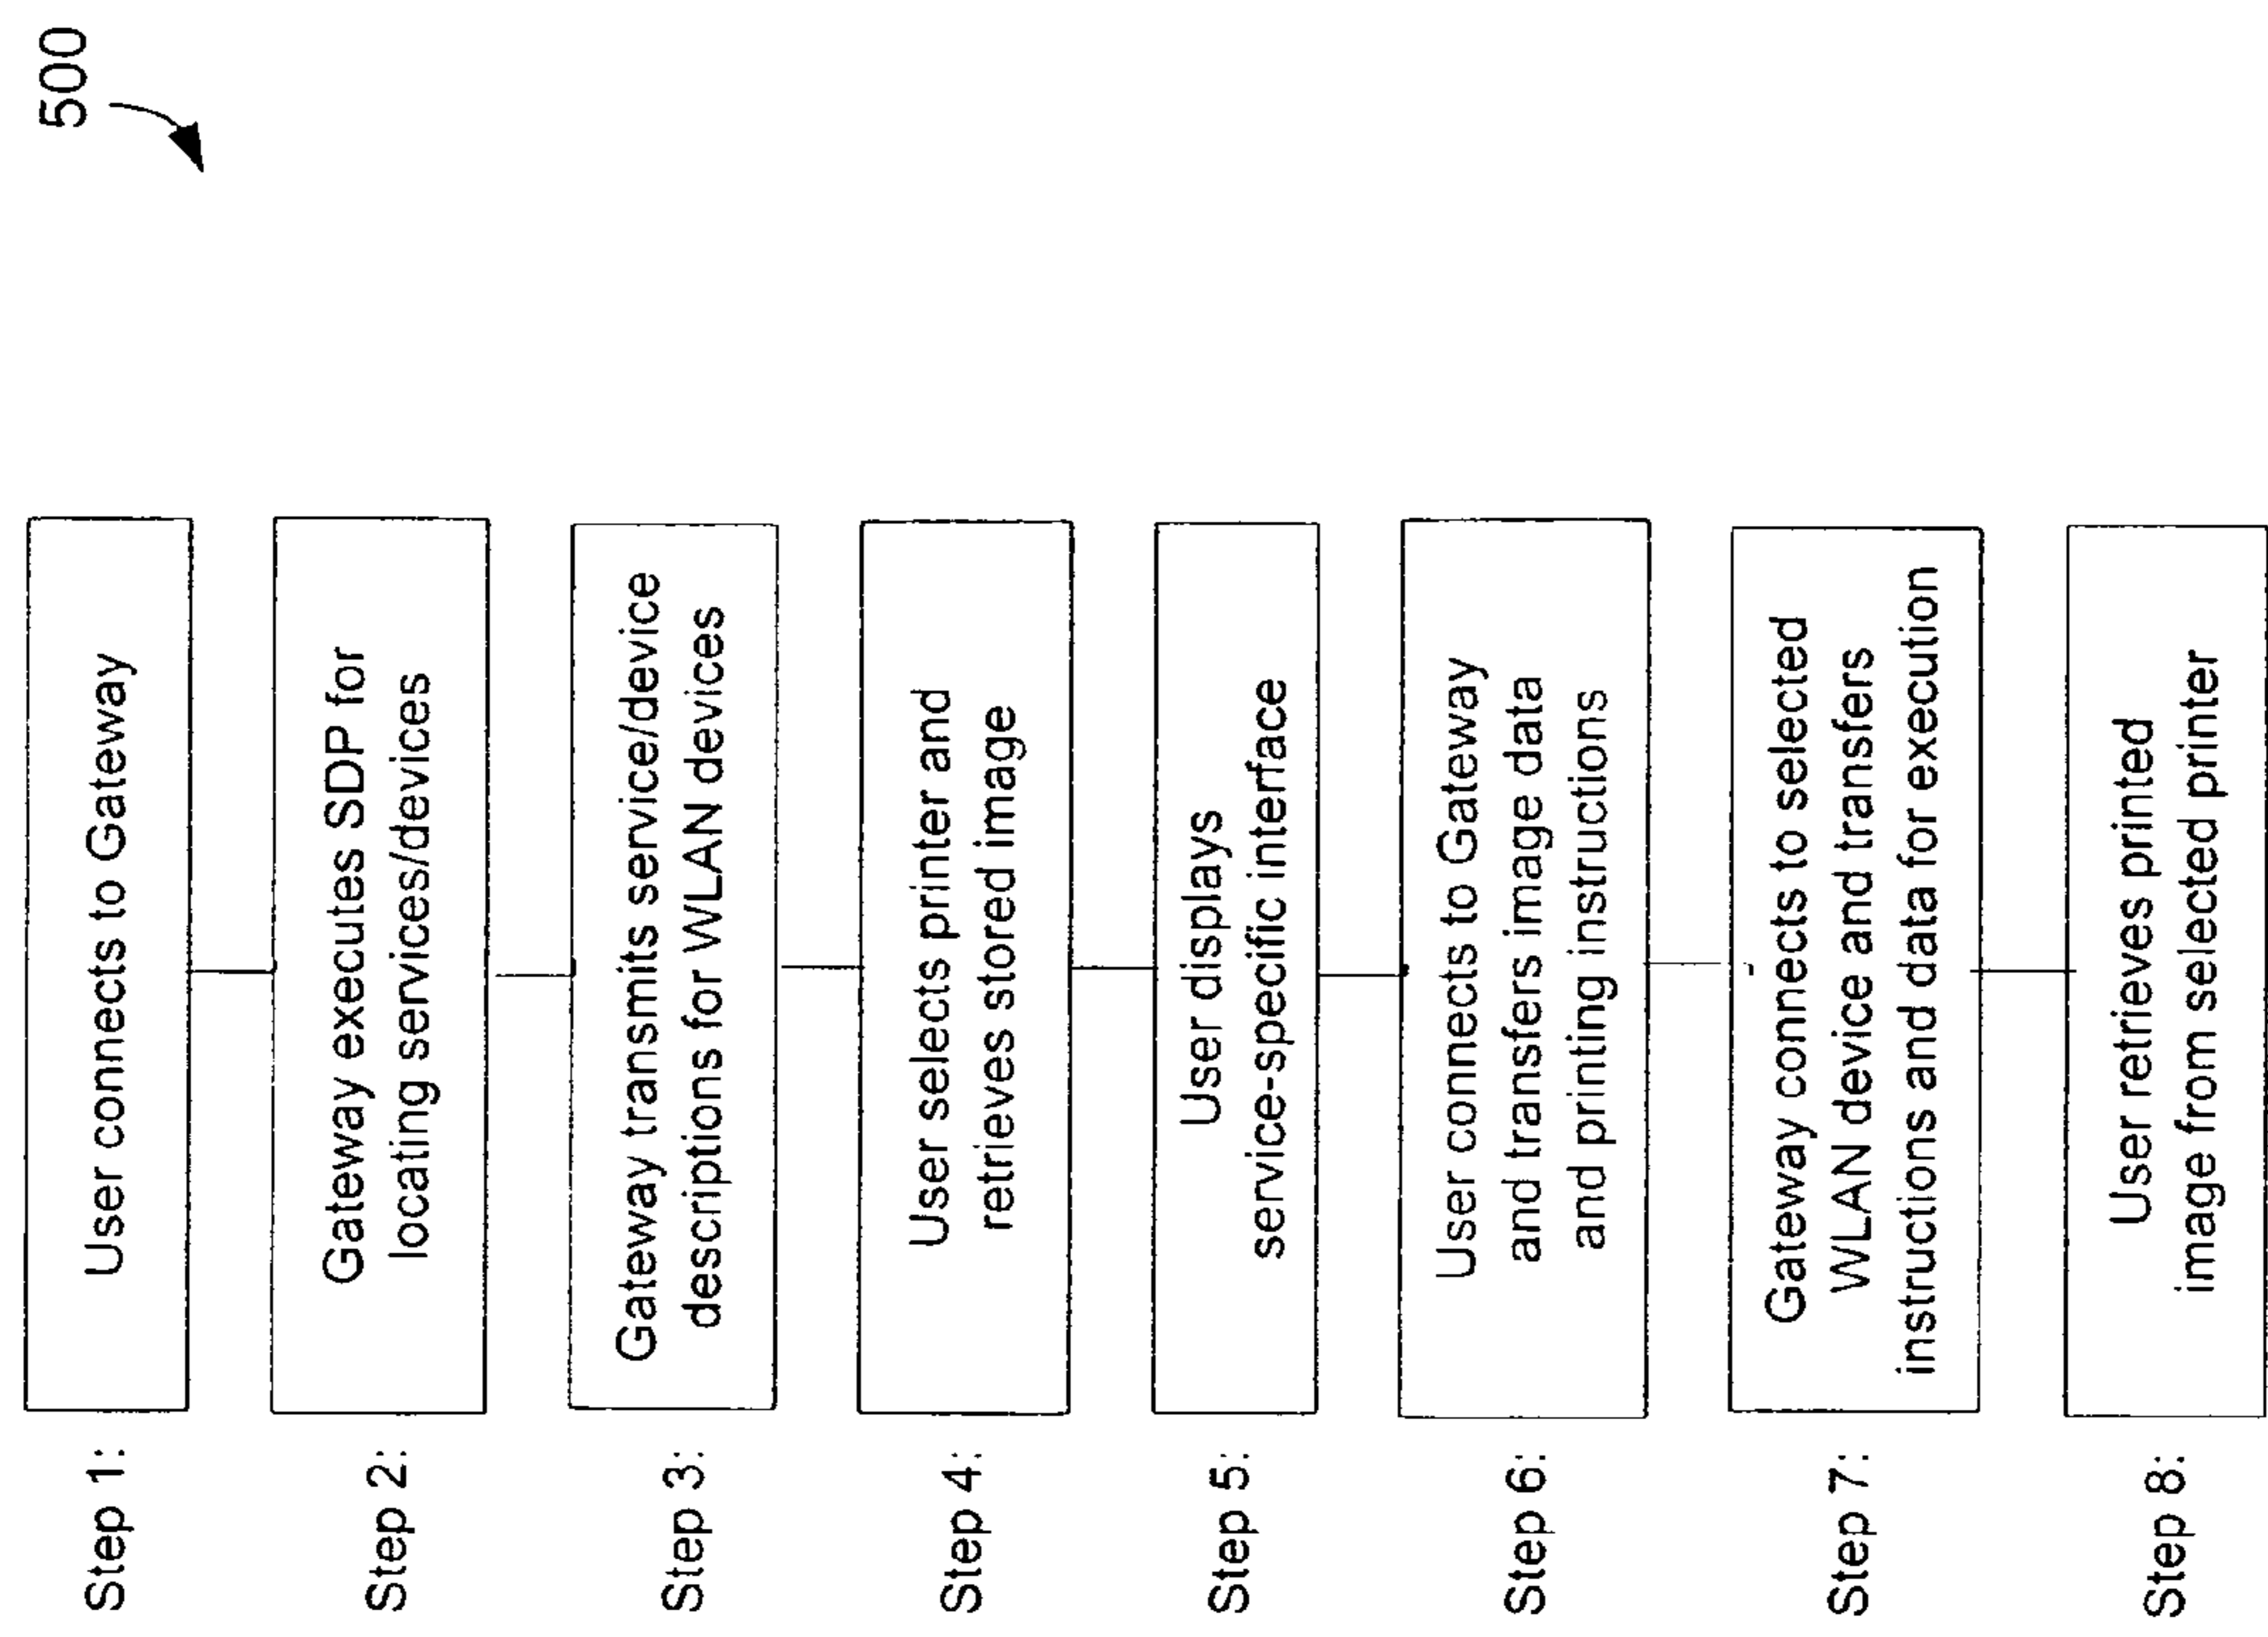 500
Step 1:
User connects to Gateway
Step 2:
Gateway executes SDP for
locating services/devices
Step 3:
Gateway transmits service/device
descriptions for WLAN devices
Step 4:
User selects printer and
retrieves stored image
Step 5:
User displays
service-specific interface
Step 6:
User connects to Gateway
and transfers image data
and printing instructions
Step 7:
Gateway connects to selected
WLAN device and transfers
instructions and data for execution
Step 8:
User retrieves printed
image from selected printer